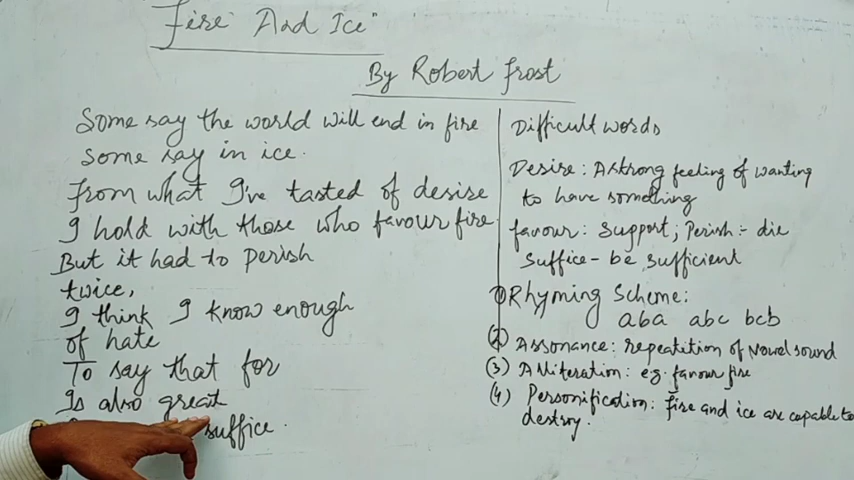 "Fire And Ice"
By Robert Frost
Some say the world will end in fire
Some say in ice.
From what I've tasted of desire
I hold with those who favour fire.
But it had to perish
twice,
I think I know enough
of hate
To say that for
Is also great
suffice.
Difficult words
Desire: A strong feeling of wanting
to have something
favour: Support, Perish :- die
Suffice - be sufficient
(1) Rhyming Scheme:
aba abc bcb
(2) Assonance: repeatetion of vowel sound
(3) Aliteration: eg. favour fire
(4) Personification: fire and ice are capable to
destroy.